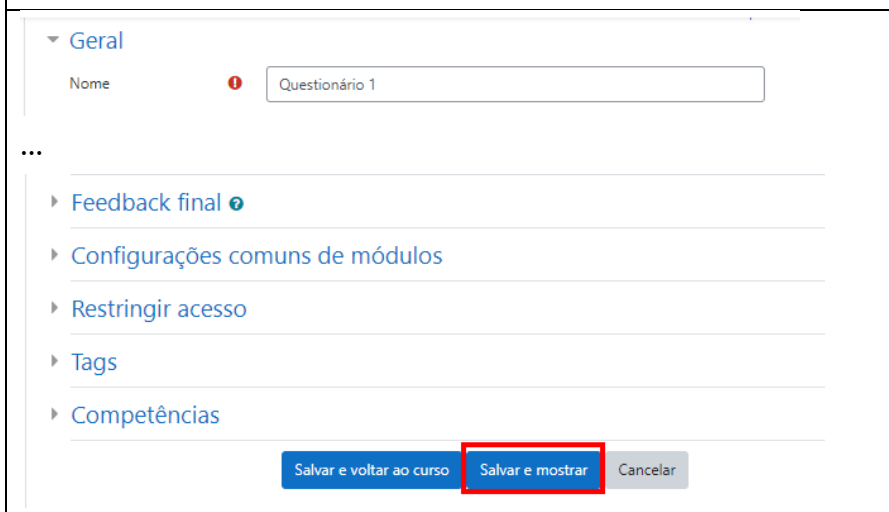 Geral
Nome
Questionário 1
...
Feedback final
Configurações comuns de módulos
Restringir acesso
Tags
Competências
Salvar e voltar ao curso Salvar e mostrar Cancelar